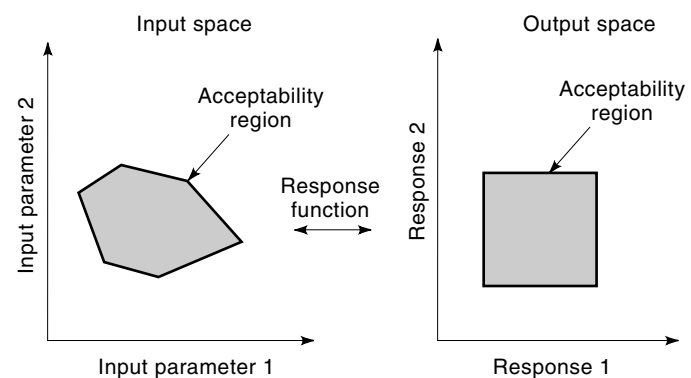 Input space
Output space
Acceptability
region
Acceptability
region
Input parameter 2
Response
function
Response 2
Input parameter 1
Response 1